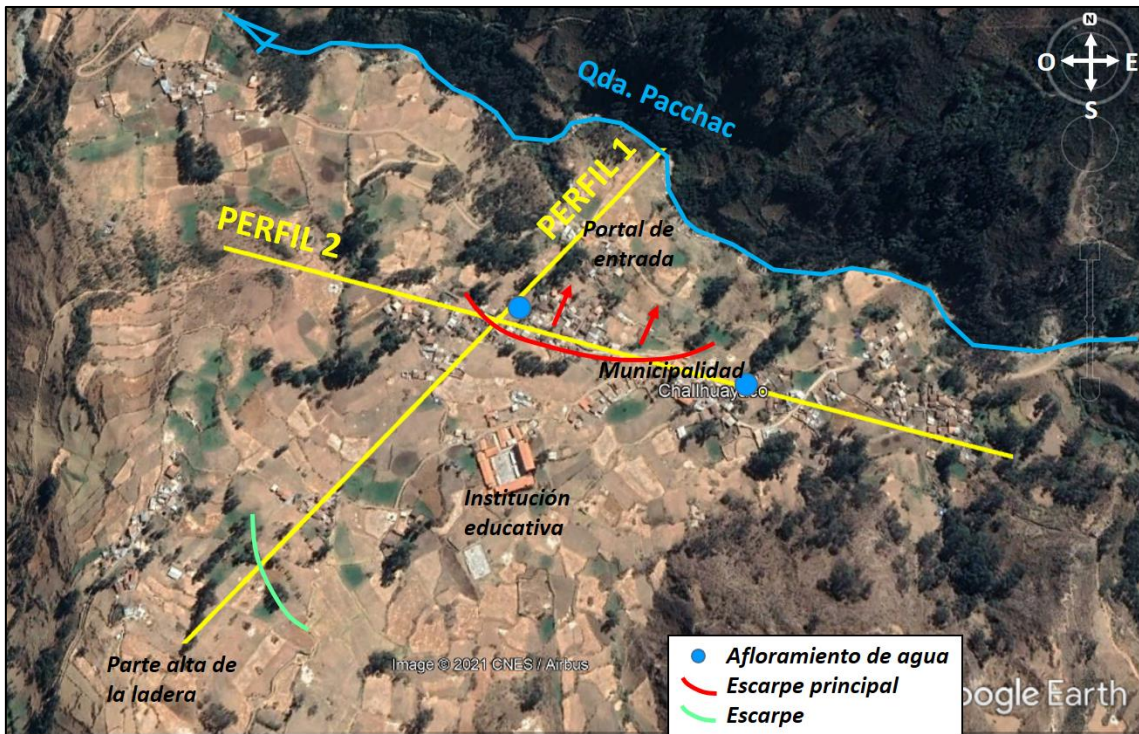 N
O E
S
Qda. Pacchac
PERFIL 1
PERFIL 2
Portal de
entrada
Municipalidad
Institución
educativa
Parte alta de
la ladera
Image © 2021 CNES / Airbus
Afloramiento de agua
Escarpe principal
Escarpe
oogle Earth